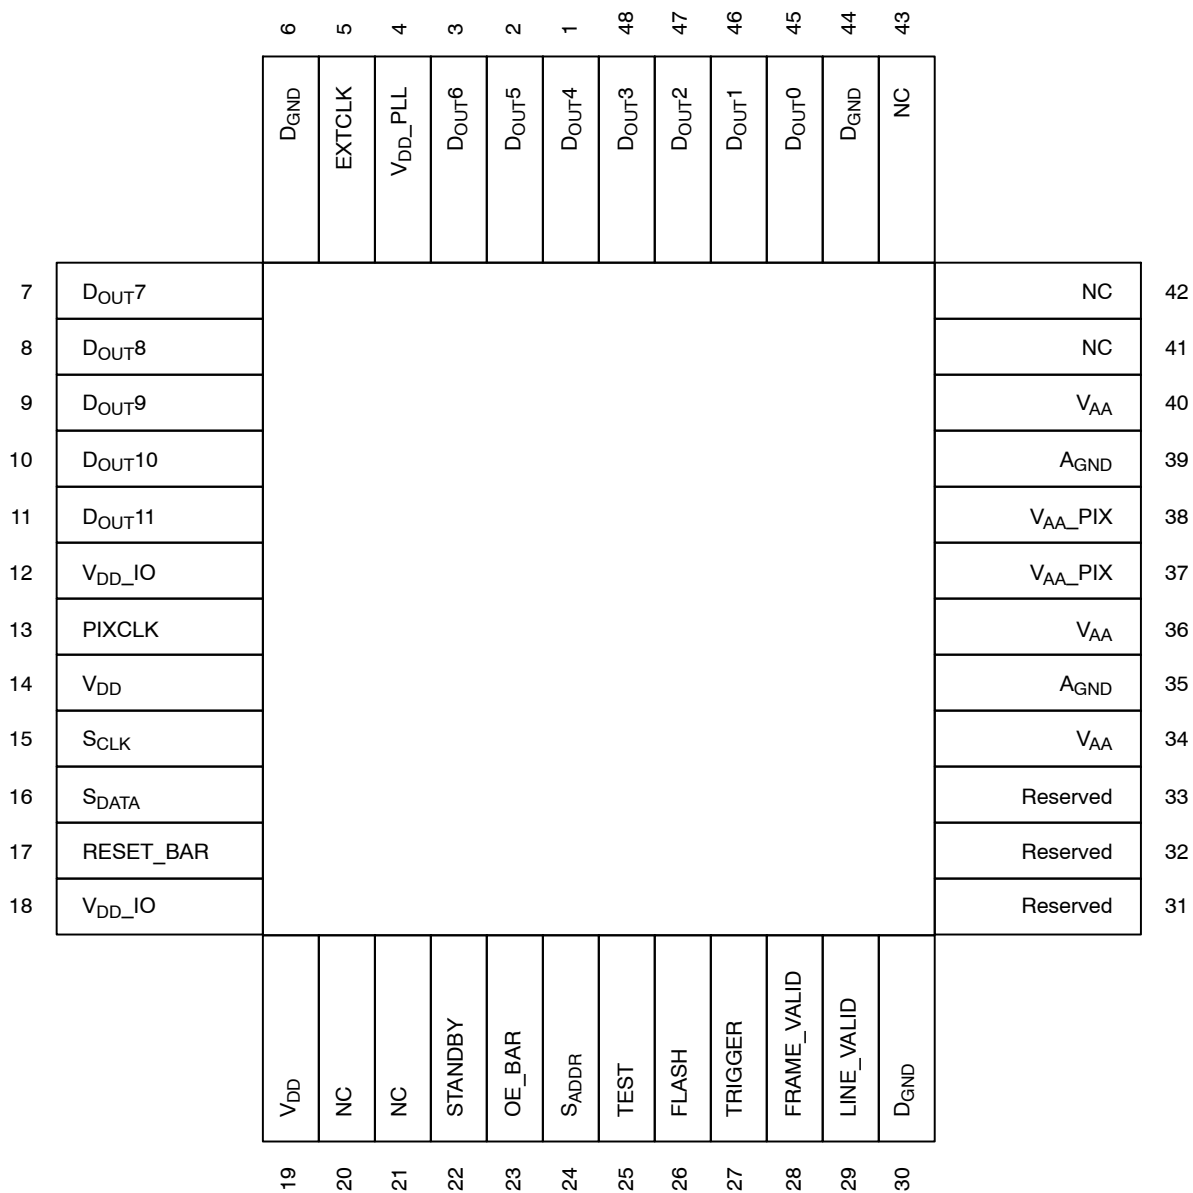 6 5 4 3 2 1 48 47 46 45 44 43
DGND EXTCLK VDD_PLL DOUT6 DOUT5 DOUT4 DOUT3 DOUT2 DOUT1 DOUT0 DGND NC
7 DOUT7 NC 42
8 DOUT8 NC 41
9 DOUT9 VAA 40
10 DOUT10 AGND 39
11 DOUT11 VAA_PIX 38
12 VDD_IO VAA_PIX 37
13 PIXCLK VAA 36
14 VDD AGND 35
15 SCLK VAA 34
16 SDATA Reserved 33
17 RESET_BAR Reserved 32
18 VDD_IO Reserved 31
VDD NC NC STANDBY OE_BAR SADDR TEST FLASH TRIGGER FRAME_VALID LINE_VALID DGND
19 20 21 22 23 24 25 26 27 28 29 30